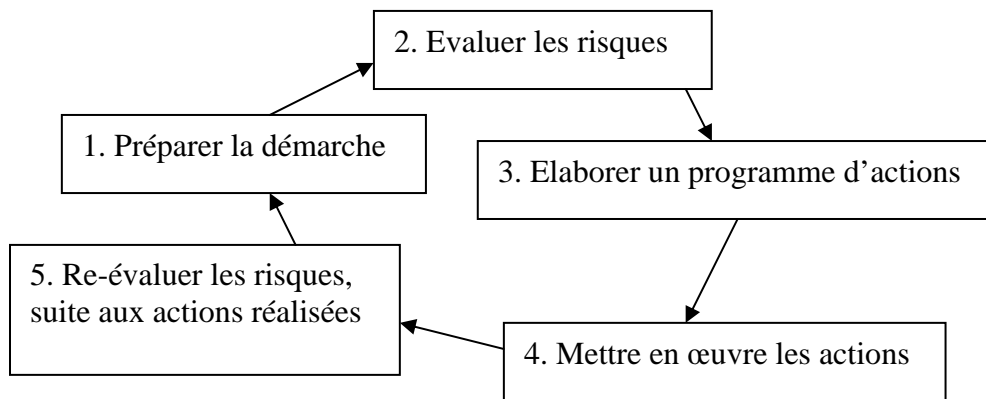 2. Evaluer les risques
1. Préparer la démarche
3. Elaborer un programme d’actions
5. Re-évaluer les risques,
suite aux actions réalisées
4. Mettre en œuvre les actions